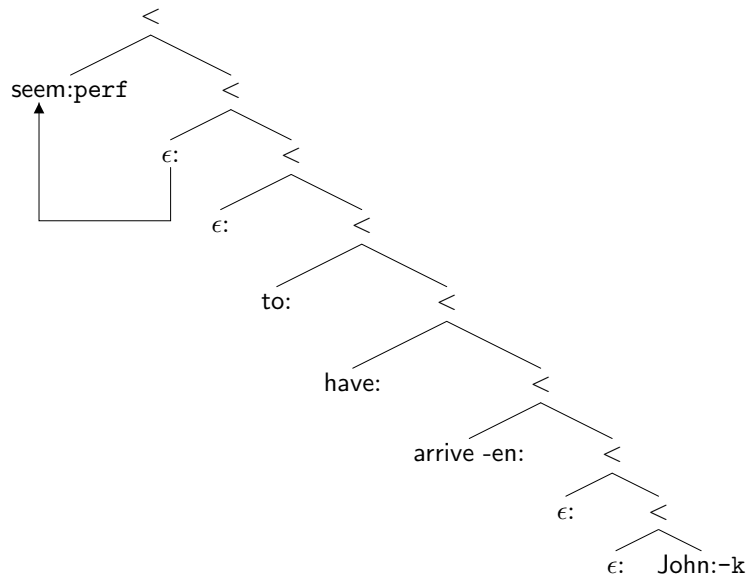 <
seem:perf <
ϵ: <
ϵ: <
to: <
have: <
arrive -en: <
ϵ: <
ϵ: John:-k